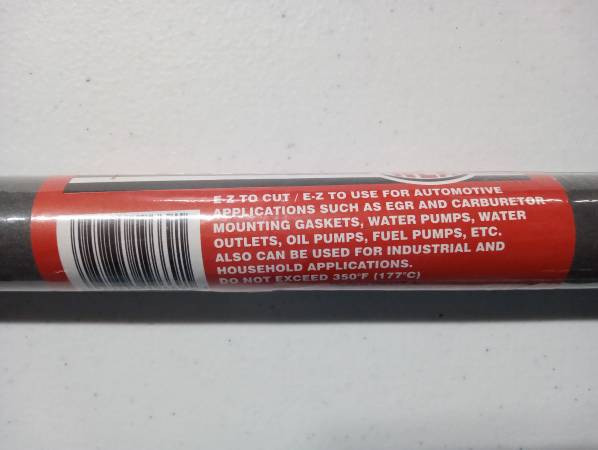 E-Z TO CUT / E-Z TO USE FOR AUTOMOTIVE
APPLICATIONS SUCH AS EGR AND CARBURETOR
MOUNTING GASKETS, WATER PUMPS, WATER
OUTLETS, OIL PUMPS, FUEL PUMPS, ETC.
ALSO CAN BE USED FOR INDUSTRIAL AND
HOUSEHOLD APPLICATIONS.
DO NOT EXCEED 350°F (177°C)